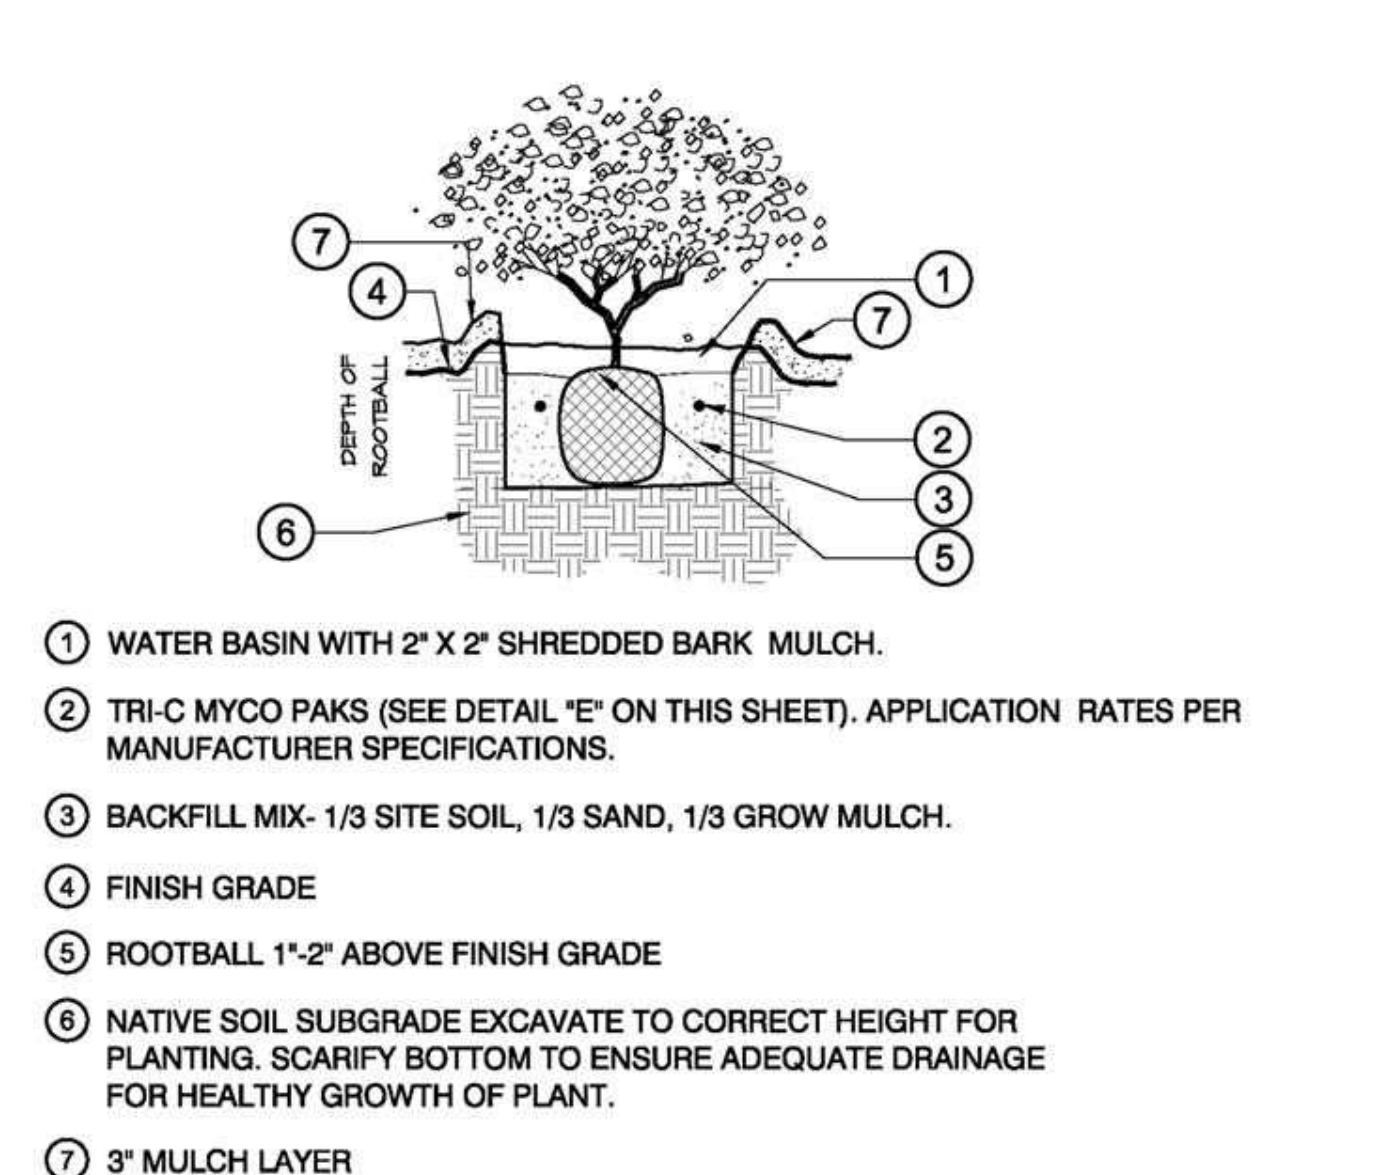 7
4
1
7
DEPTH OF
ROOTBALL
2
3
5
6
1 WATER BASIN WITH 2" X 2" SHREDDED BARK MULCH.
2 TRI-C MYCO PAKS (SEE DETAIL "E" ON THIS SHEET). APPLICATION RATES PER
MANUFACTURER SPECIFICATIONS.
3 BACKFILL MIX- 1/3 SITE SOIL, 1/3 SAND, 1/3 GROW MULCH.
4 FINISH GRADE
5 ROOTBALL 1"-2" ABOVE FINISH GRADE
6 NATIVE SOIL SUBGRADE EXCAVATE TO CORRECT HEIGHT FOR
PLANTING. SCARIFY BOTTOM TO ENSURE ADEQUATE DRAINAGE
FOR HEALTHY GROWTH OF PLANT.
7 3" MULCH LAYER